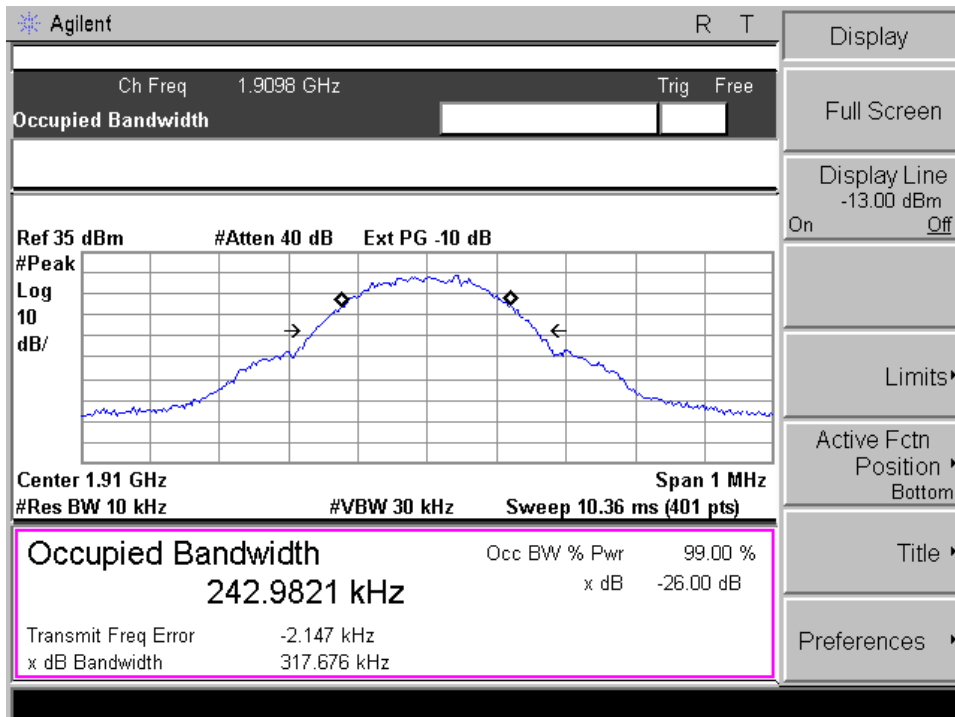 Agilent R T
Ch Freq 1.9098 GHz Trig Free
Occupied Bandwidth
Ref 35 dBm #Atten 40 dB Ext PG -10 dB
#Peak
Log
10
dB/
Center 1.91 GHz Span 1 MHz
#Res BW 10 kHz #VBW 30 kHz Sweep 10.36 ms (401 pts)
Occupied Bandwidth Occ BW % Pwr 99.00 %
242.9821 kHz x dB -26.00 dB
Transmit Freq Error -2.147 kHz
x dB Bandwidth 317.676 kHz
Display
Full Screen
Display Line
-13.00 dBm
On Off
Limits
Active Fctn
Position
Bottom
Title
Preferences